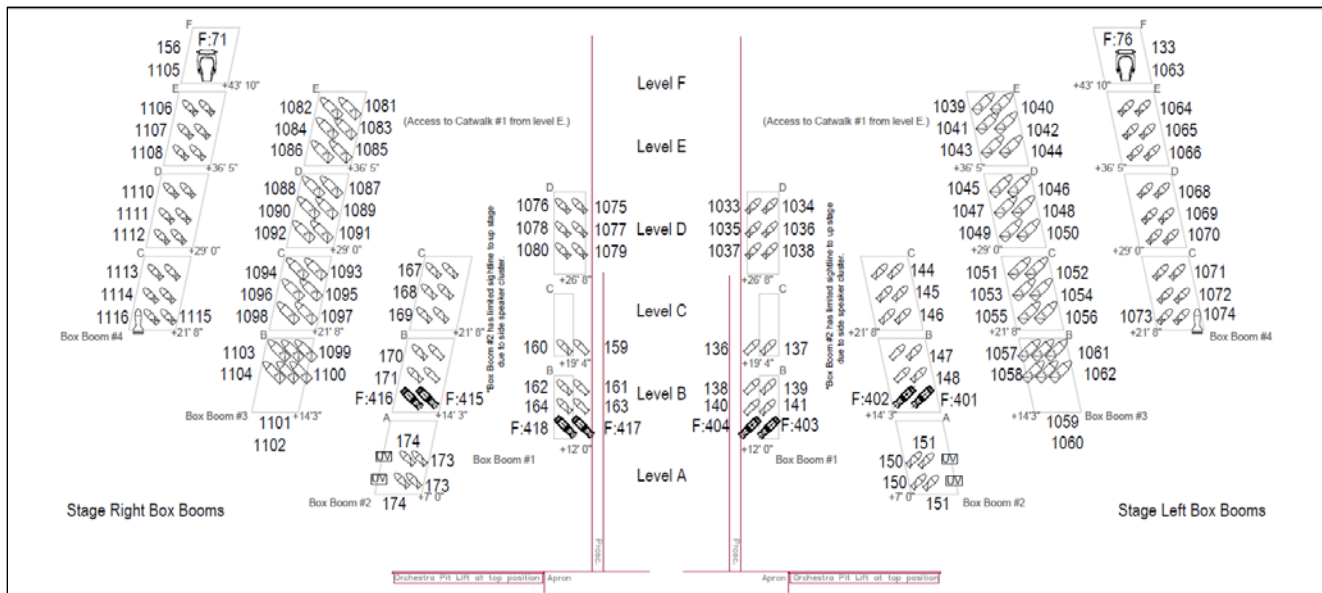 F
F:71
156
1105
+43' 10"
E
1106
1107
1108
+36' 5"
D
1110
1111
1112
+29' 0"
C
1113
1114
1116
1115
+21' 8"
Box Boom #4
E
1082
1081
1084
1083
1086
1085
+36' 5"
D
1088
1087
1090
1089
1092
1091
+29' 0"
C
1094
1093
1096
1095
1098
1097
+21' 8"
B
1103
1099
1104
1100
+14'3"
Box Boom #3
1101
1102
(Access to Catwalk #1 from level E.)
C
167
168
169
+21' 8"
B
170
171
F:416
F:415
+14' 3"
A
174
UV
173
UV
173
+7' 0"
Box Boom #2
174
*Box Boom #2 has limited sightline to up stage
due to side speaker cluster.
D
1076
1075
1078
1077
1080
1079
+26' 8"
C
160
159
+19' 4"
B
162
161
164
163
F:418
F:417
+12' 0"
Box Boom #1
Stage Right Box Booms
Level F
Level E
Level D
Level C
Level B
Level A
Prosc.
Prosc.
Orchestra Pit Lift at top position
Apron
Apron
Orchestra Pit Lift at top position
D
1033
1034
1035
1036
1037
1038
+26' 8"
C
136
137
+19' 4"
B
138
139
140
141
F:404
F:403
+12' 0"
Box Boom #1
(Access to Catwalk #1 from level E.)
*Box Boom #2 has limited sightline to up stage
due to side speaker cluster.
C
144
145
146
+21' 8"
B
147
148
F:402
F:401
+14' 3"
A
151
150
UV
150
UV
+7' 0"
Box Boom #2
151
E
1039
1040
1041
1042
1043
1044
+36' 5"
D
1045
1046
1047
1048
1049
1050
+29' 0"
C
1051
1052
1053
1054
1055
1056
+21' 8"
B
1057
1061
1058
1062
+14'3"
Box Boom #3
1059
1060
F
F:76
133
1063
+43' 10"
E
1064
1065
1066
+36' 5"
D
1068
1069
1070
+29' 0"
C
1071
1072
1073
1074
+21' 8"
Box Boom #4
Stage Left Box Booms